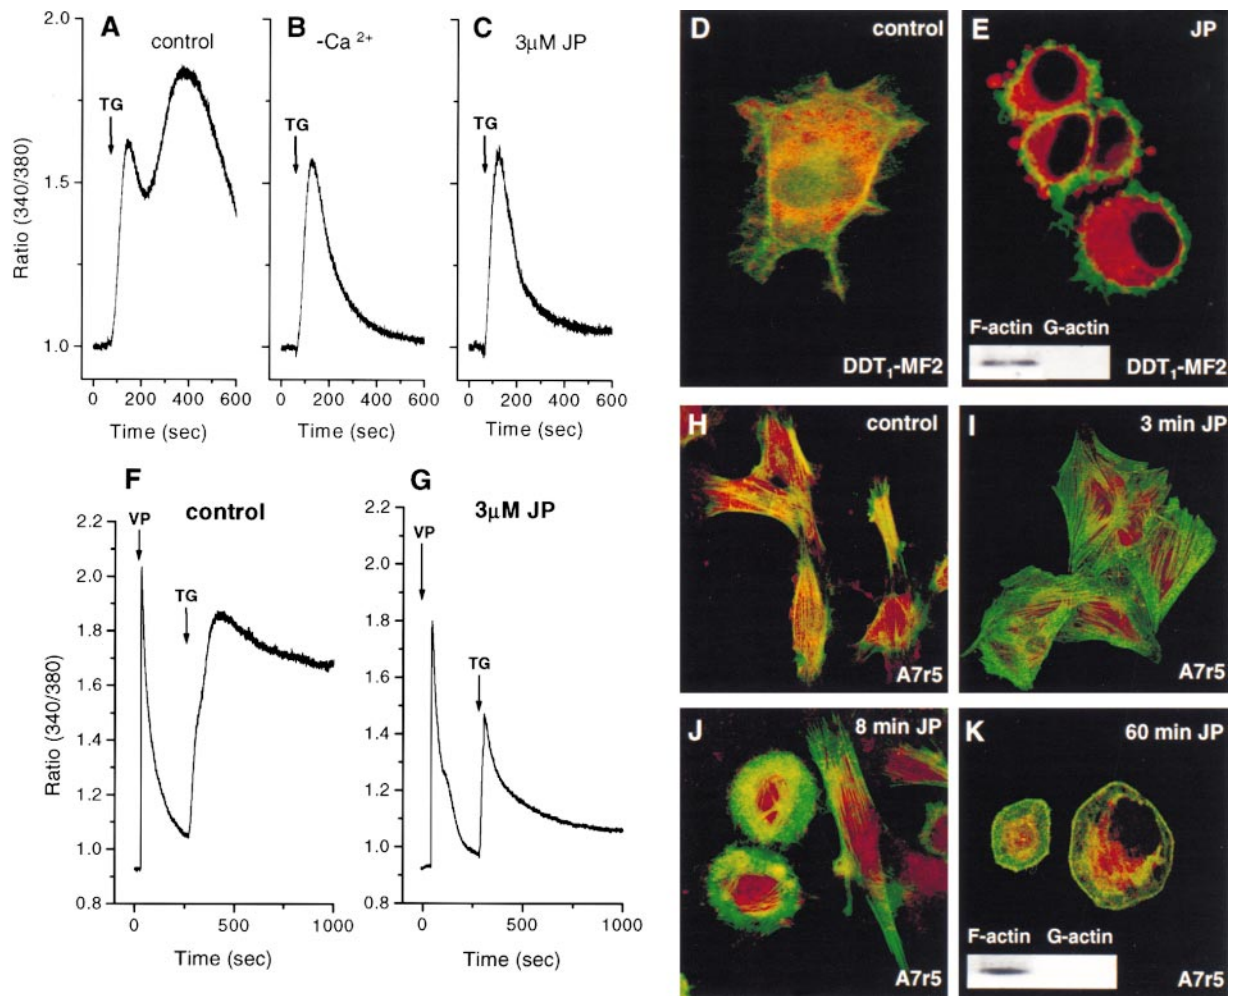 A
control
TG
2.0
1.5
1.0
Ratio (340/380)
0 200 400 600
Time (sec)
B
-Ca 2+
TG
0 200 400 600
Time (sec)
C
3μM JP
TG
0 200 400 600
Time (sec)
D
control
DDT1-MF2
E
JP
F-actin G-actin
DDT1-MF2
F
control
VP
TG
2.2
2.0
1.8
1.6
1.4
1.2
1.0
0.8
Ratio (340/380)
0 500 1000
Time (sec)
G
3μM JP
VP
TG
2.2
2.0
1.8
1.6
1.4
1.2
1.0
0.8
0 500 1000
Time (sec)
H
control
A7r5
I
3 min JP
A7r5
J
8 min JP
A7r5
K
60 min JP
F-actin G-actin
A7r5